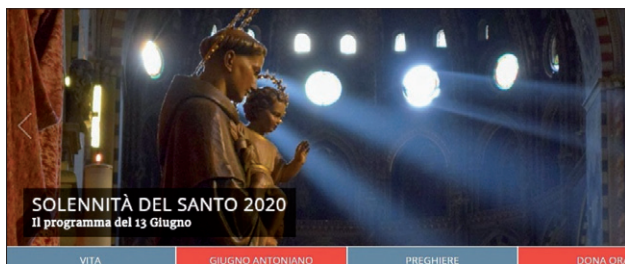 SOLENNITÀ DEL SANTO 2020
Il programma del 13 Giugno
VITA
GIUGNO ANTONIANO
PREGHIERE
DONA ORA